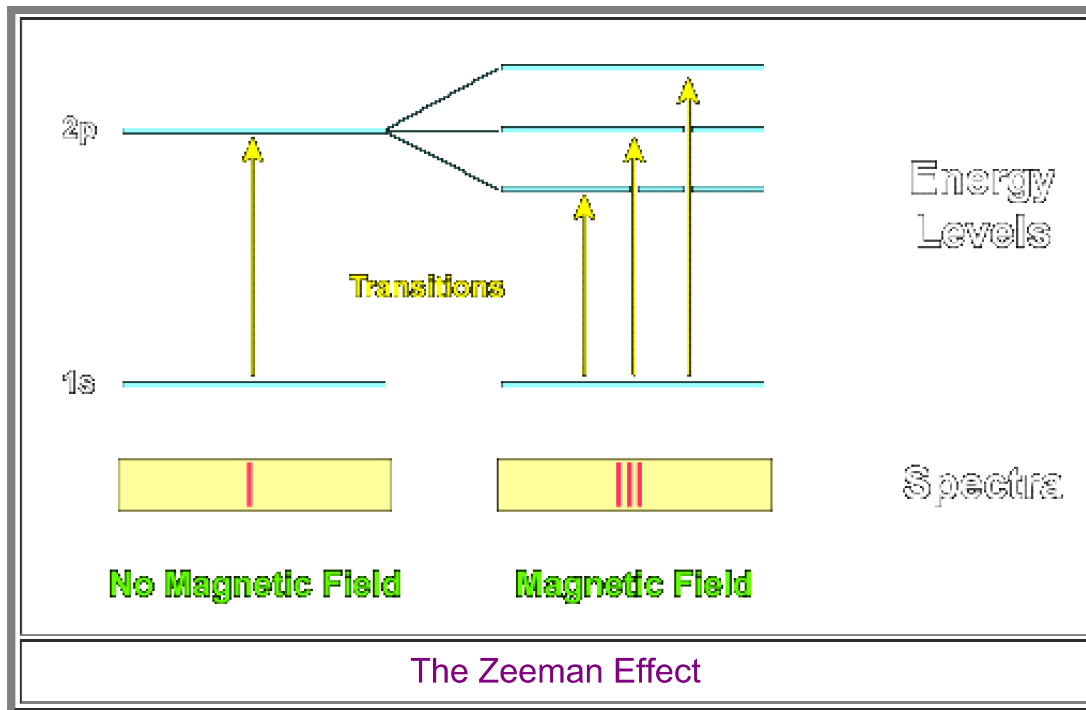 2p
Energy
Levels
Transitions
1s
Spectra
No Magnetic Field
Magnetic Field
The Zeeman Effect